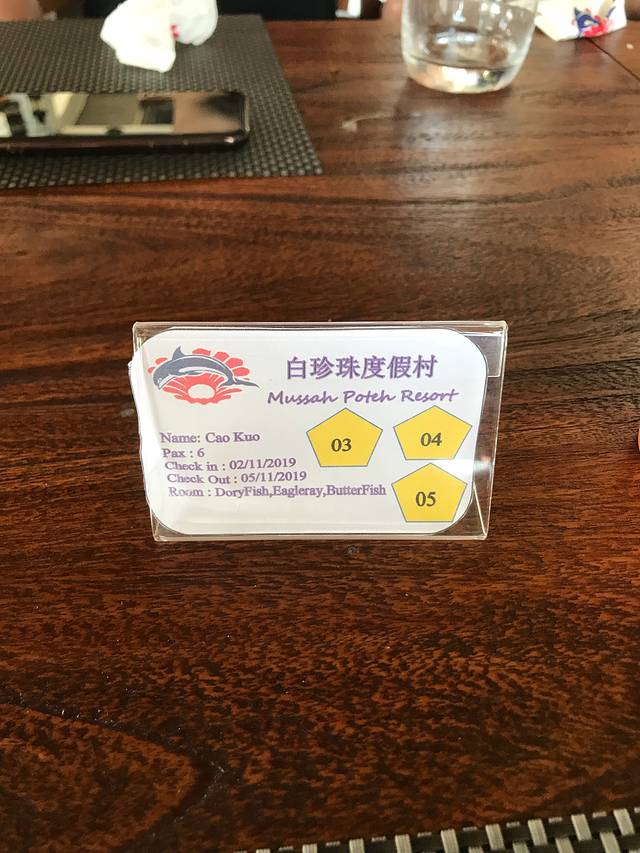 白珍珠度假村
Mussah Poteh Resort
Name: Cao Kuo
Pax : 6
Check in : 02/11/2019
Check Out : 05/11/2019
Room : DoryFish,Eagleray,ButterFish
03
04
05